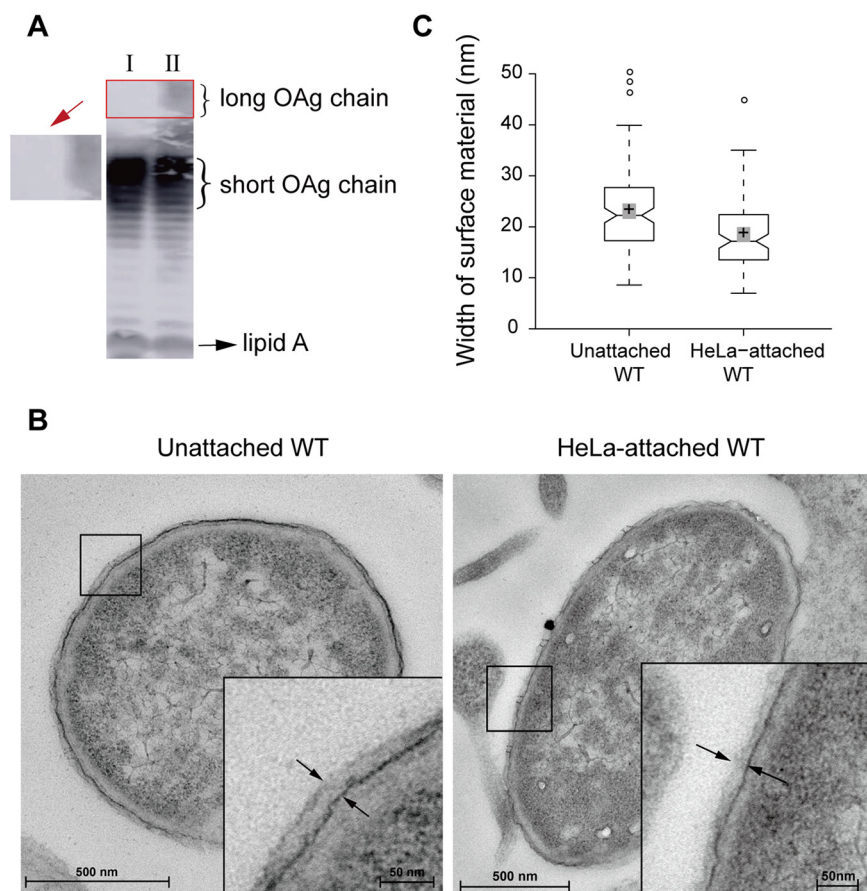 A
I II
long OAg chain
short OAg chain
lipid A
C
Width of surface material (nm)
50
40
30
20
10
0
Unattached
WT
HeLa−attached
WT
B
Unattached WT
HeLa-attached WT
500 nm
50 nm
500 nm
50nm